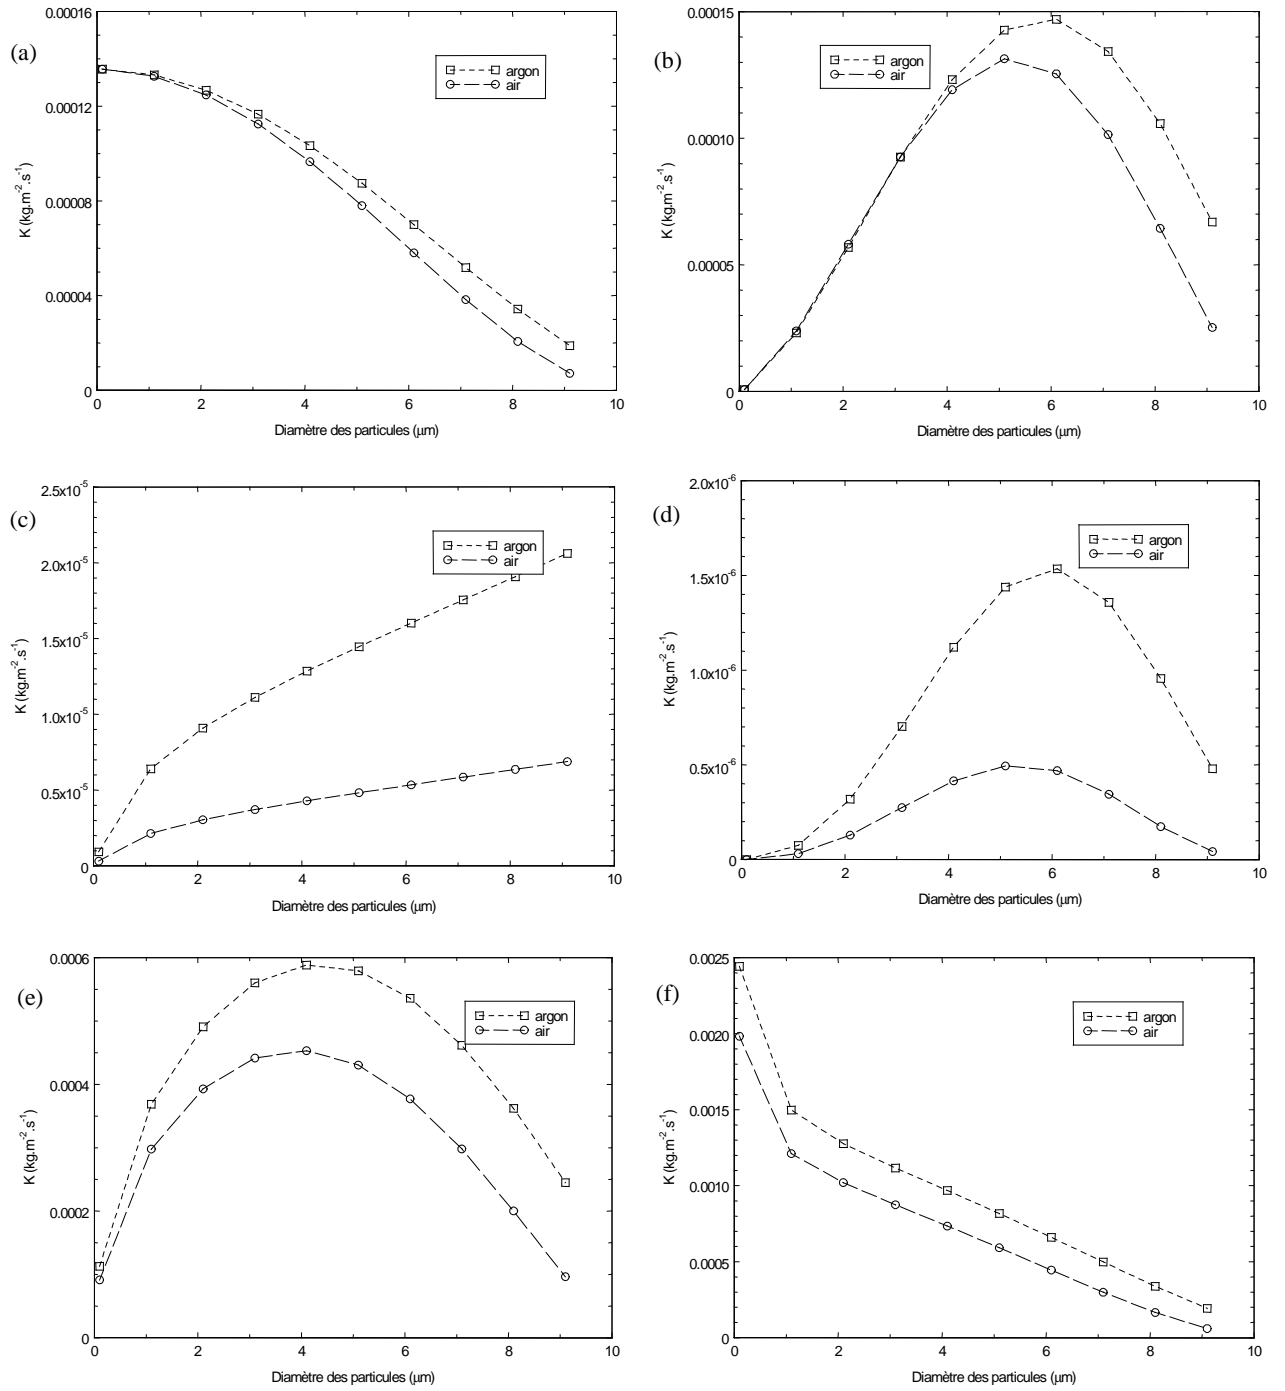 (a)
0.00016
0.00012
0.00008
0.00004
0
K (kg.m-2.s-1)
argon
air
0 2 4 6 8 10
Diamètre des particules (μm)
(b)
0.00015
0.00010
0.00005
0
K (kg.m-2.s-1)
argon
air
0 2 4 6 8 10
Diamètre des particules (μm)
(c)
2.5x10-5
2.0x10-5
1.5x10-5
1.0x10-5
0.5x10-5
0
K (kg.m-2.s-1)
argon
air
0 2 4 6 8 10
Diamètre des particules (μm)
(d)
2.0x10-6
1.5x10-6
1.0x10-6
0.5x10-6
0
K (kg.m-2.s-1)
argon
air
0 2 4 6 8 10
Diamètre des particules (μm)
(e)
0.0006
0.0004
0.0002
0
K (kg.m-2.s-1)
argon
air
0 2 4 6 8 10
Diamètre des particules (μm)
(f)
0.0025
0.0020
0.0015
0.0010
0.0005
0
K (kg.m-2.s-1)
argon
air
0 2 4 6 8 10
Diamètre des particules (μm)